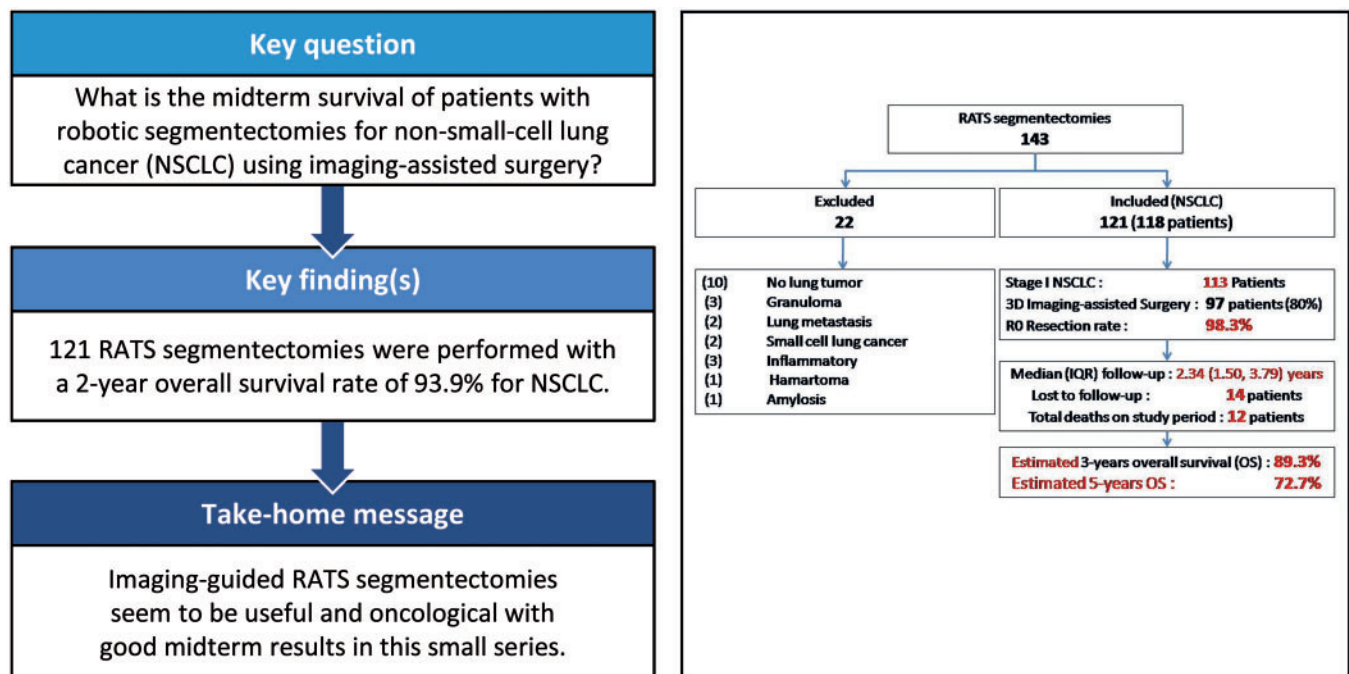 Key question
What is the midterm survival of patients with
robotic segmentectomies for non-small-cell lung
cancer (NSCLC) using imaging-assisted surgery?
Key finding(s)
121 RATS segmentectomies were performed with
a 2-year overall survival rate of 93.9% for NSCLC.
Take-home message
Imaging-guided RATS segmentectomies
seem to be useful and oncological with
good midterm results in this small series.
RATS segmentectomies
143
Excluded
22
Included (NSCLC)
121 (118 patients)
(10) No lung tumor
(3) Granuloma
(2) Lung metastasis
(2) Small cell lung cancer
(3) Inflammatory
(1) Hamartoma
(1) Amylosis
Stage I NSCLC : 113 Patients
3D Imaging-assisted Surgery : 97 patients (80%)
R0 Resection rate : 98.3%
Median (IQR) follow-up : 2.34 (1.50, 3.79) years
Lost to follow-up : 14 patients
Total deaths on study period : 12 patients
Estimated 3-years overall survival (OS) : 89.3%
Estimated 5-years OS : 72.7%